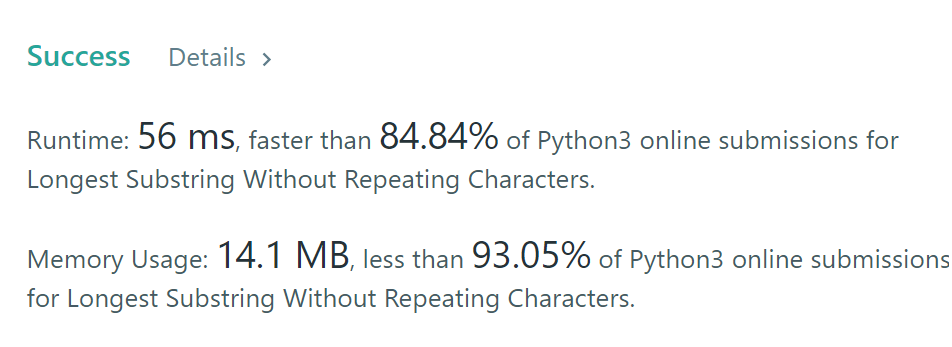 Success Details >
Runtime: 56 ms, faster than 84.84% of Python3 online submissions for
Longest Substring Without Repeating Characters.
Memory Usage: 14.1 MB, less than 93.05% of Python3 online submissions
for Longest Substring Without Repeating Characters.